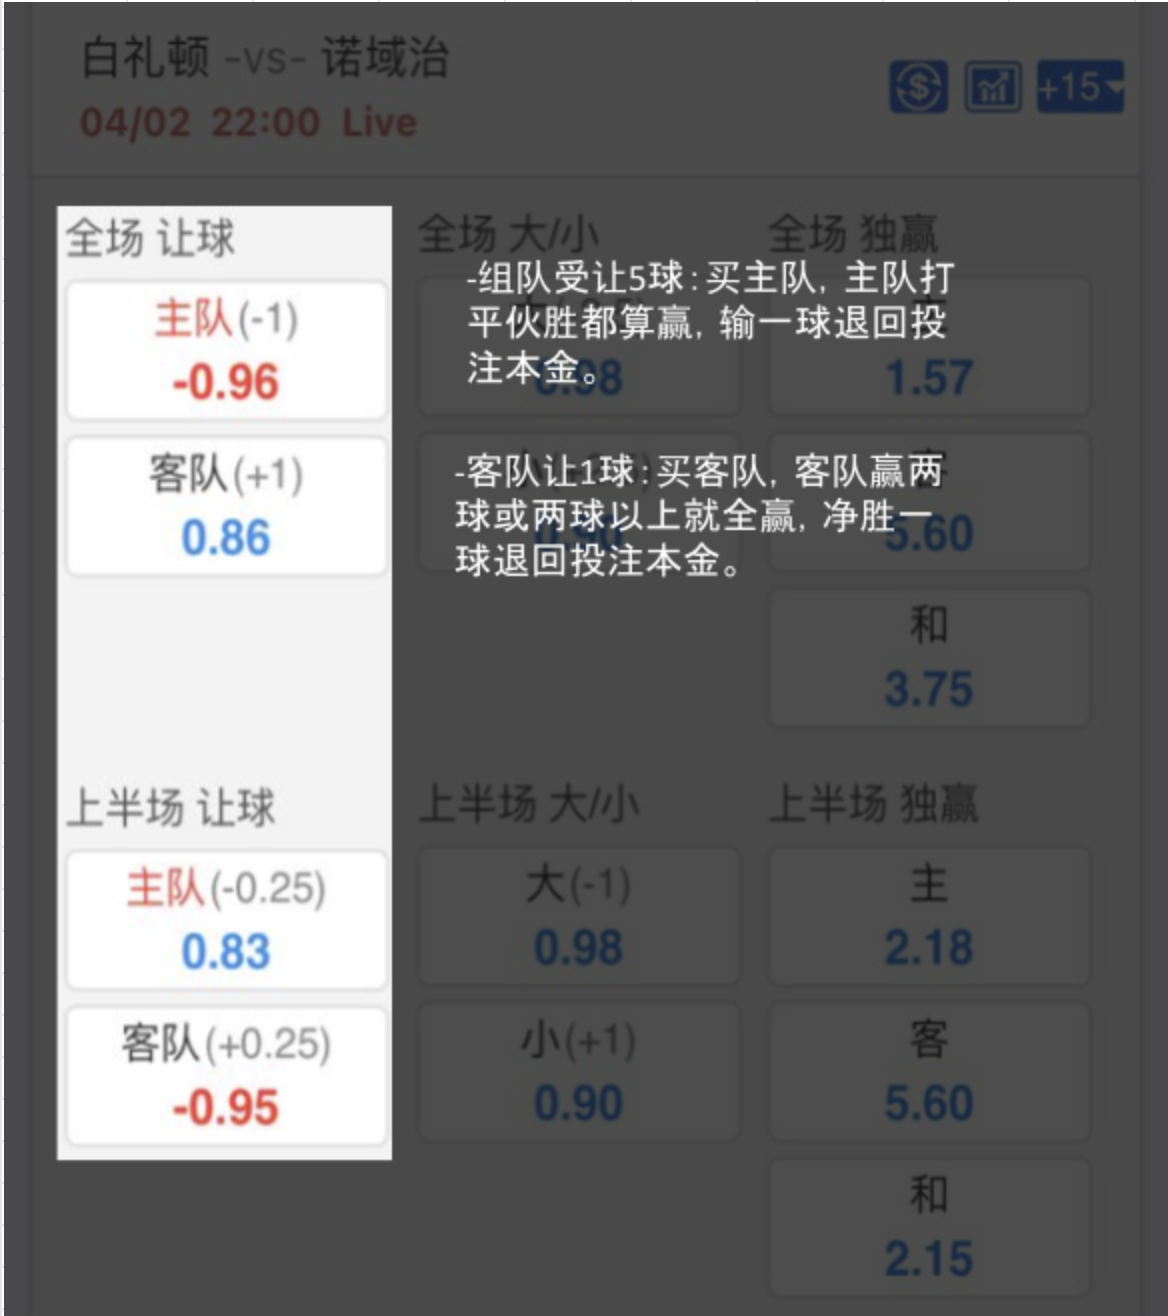 白礼顿 -vs- 诺域治
04/02 22:00 Live
+15
全场 让球
全场 大/小
全场 独赢
主队(-1)
-0.96
客队(+1)
0.86
-组队受让5球:买主队, 主队打
平伙胜都算赢, 输一球退回投
注本金。
0.98
1.57
-客队让1球:买客队, 客队赢两
球或两球以上就全赢, 净胜一
球退回投注本金。
0.90
5.60
和
3.75
上半场 让球
上半场 大/小
上半场 独赢
主队(-0.25)
0.83
大(-1)
0.98
主
2.18
客队(+0.25)
-0.95
小(+1)
0.90
客
5.60
和
2.15